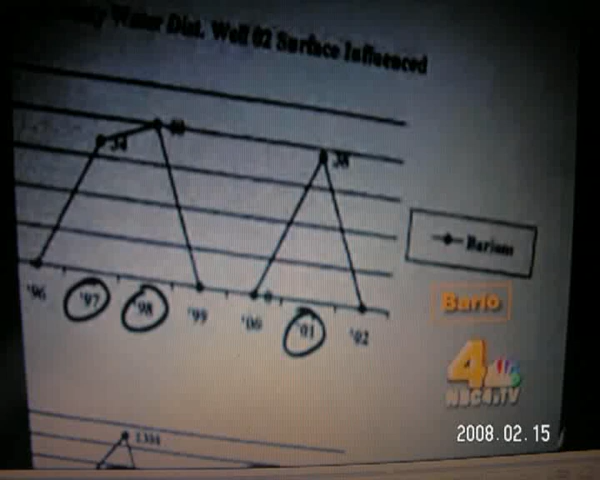 Water Dist. Well 02 Surface Influenced
34
38
Barium
'96
'97
'98
'99
'00
'01
'02
Bario
4
NBC4.TV
2008.02.15